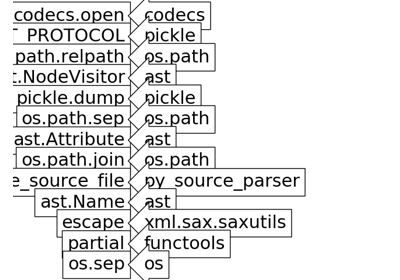 codecs.open codecs
T_PROTOCOL pickle
path.relpath os.path
t.NodeVisitor ast
pickle.dump pickle
os.path.sep os.path
ast.Attribute ast
os.path.join os.path
e_source_file py_source_parser
ast.Name ast
escape xml.sax.saxutils
partial functools
os.sep os